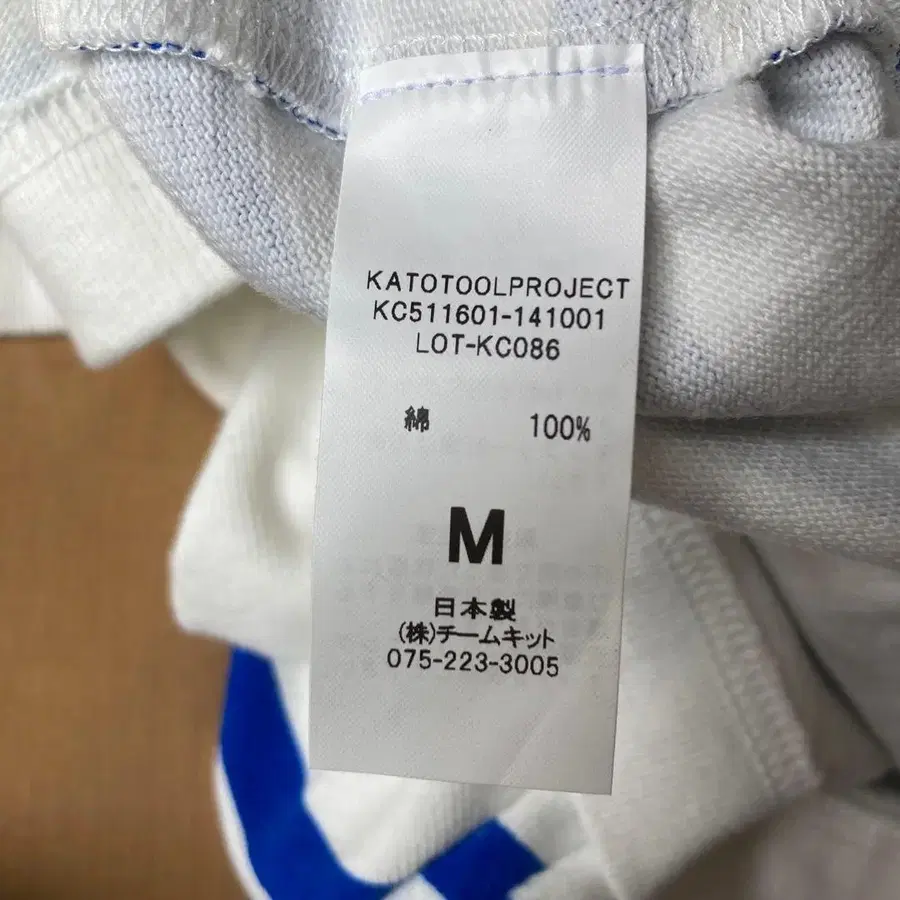 KATOTOOLPROJECT
KC511601-141001
LOT-KC086
綿 100%
M
日本製
(株)チームキット
075-223-3005